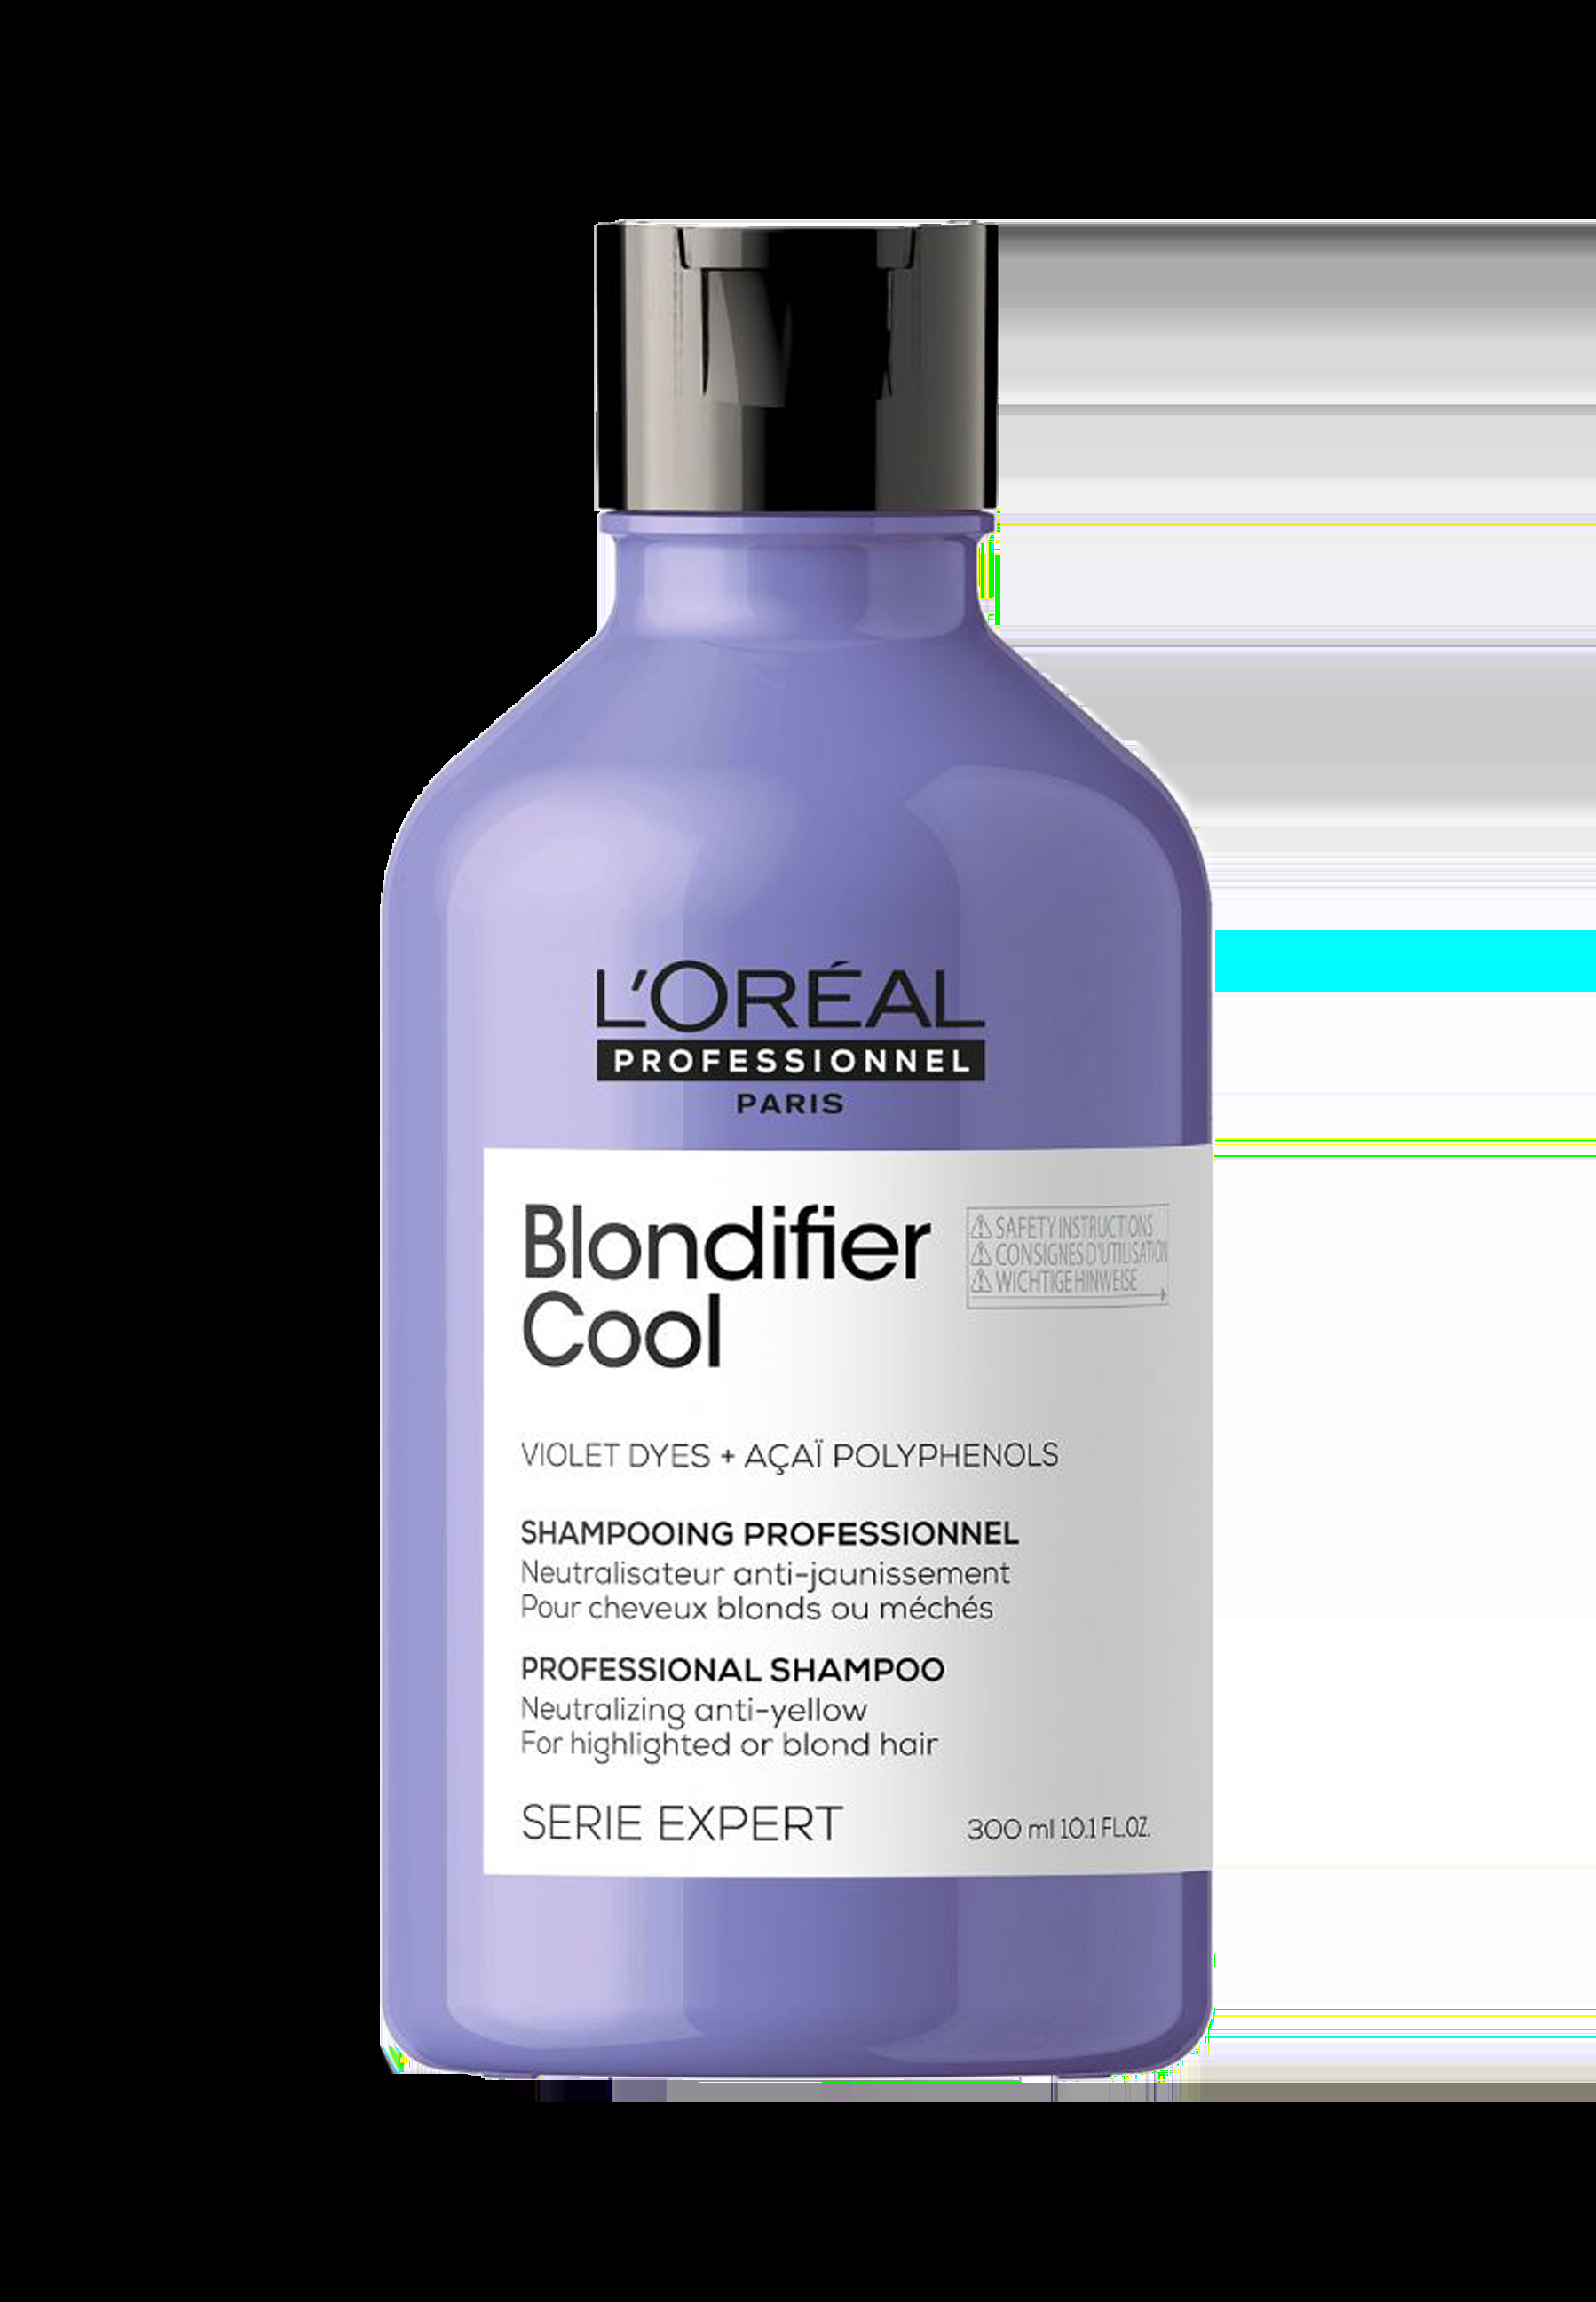 L'ORÉAL
PROFESSIONNEL
PARIS
Blondifier
Cool
SAFETY INSTRUCTIONS
CONSIGNES D'UTILISATION
WICHTIGE HINWEISE
VIOLET DYES + AÇAÏ POLYPHENOLS
SHAMPOOING PROFESSIONNEL
Neutralisateur anti-jaunissement
Pour cheveux blonds ou méchés
PROFESSIONAL SHAMPOO
Neutralizing anti-yellow
For highlighted or blond hair
SERIE EXPERT
300 ml 10.1 FL.OZ.